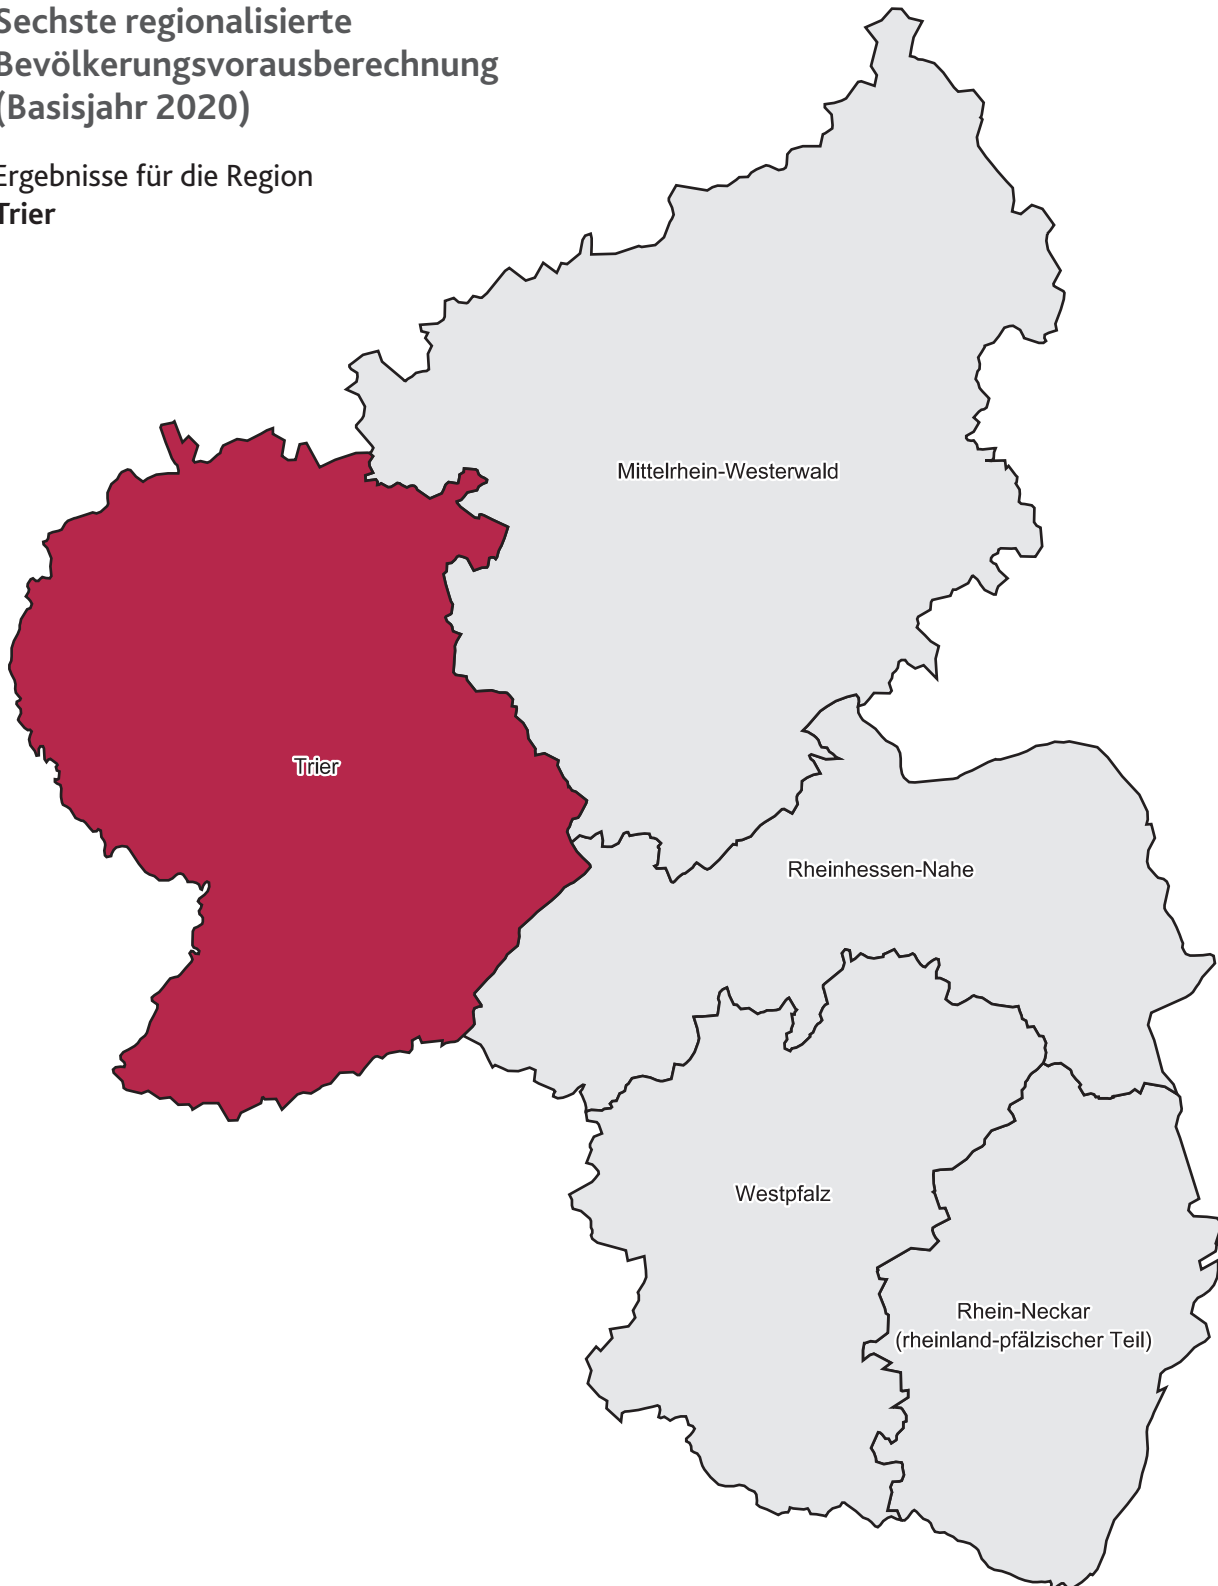 Sechste regionalisierte
Bevölkerungsvorausberechnung
(Basisjahr 2020)
Ergebnisse für die Region
Trier
Mittelrhein-Westerwald
Trier
Rheinhessen-Nahe
Westpfalz
Rhein-Neckar
(rheinland-pfälzischer Teil)